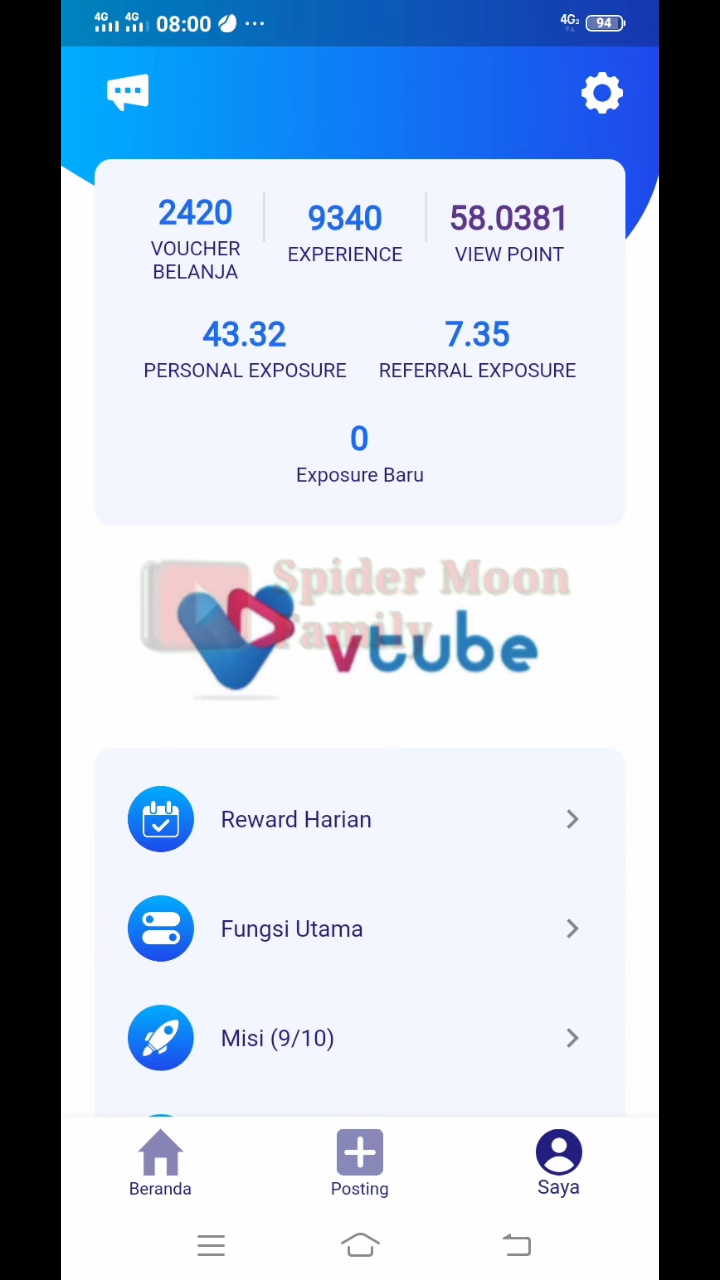 4G 4G 08:00 4G2 94
2420 9340 58.0381
VOUCHER BELANJA EXPERIENCE VIEW POINT
43.32 7.35
PERSONAL EXPOSURE REFERRAL EXPOSURE
0
Exposure Baru
Spider Moon
Family
vtube
Reward Harian
Fungsi Utama
Misi (9/10)
Beranda Posting Saya